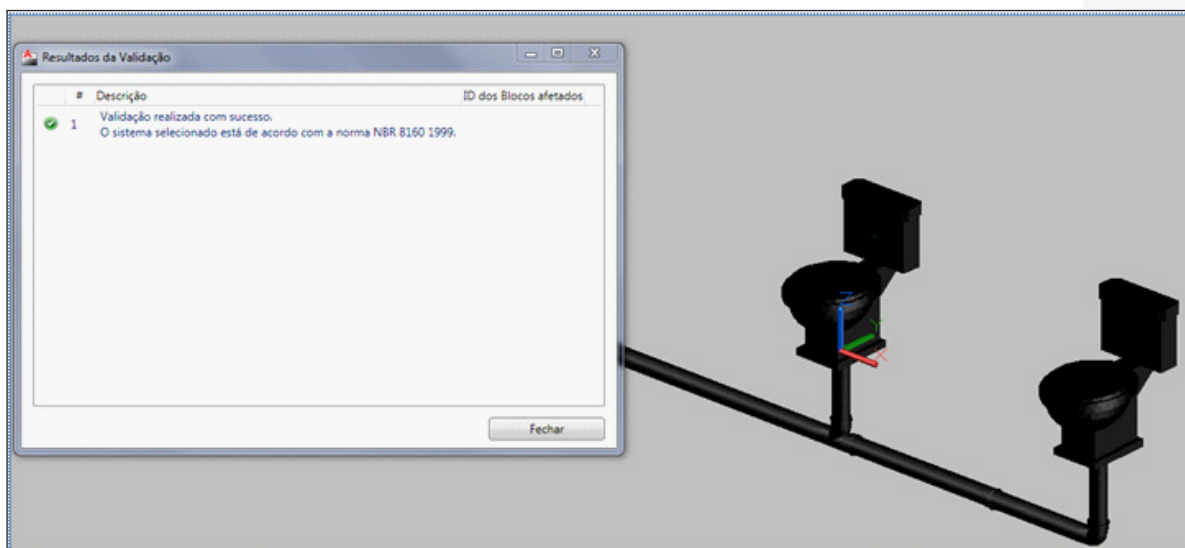 Resultados da Validação
# Descrição ID dos Blocos afetados
1 Validação realizada com sucesso.
O sistema selecionado está de acordo com a norma NBR 8160 1999.
Fechar
Z
Y
X